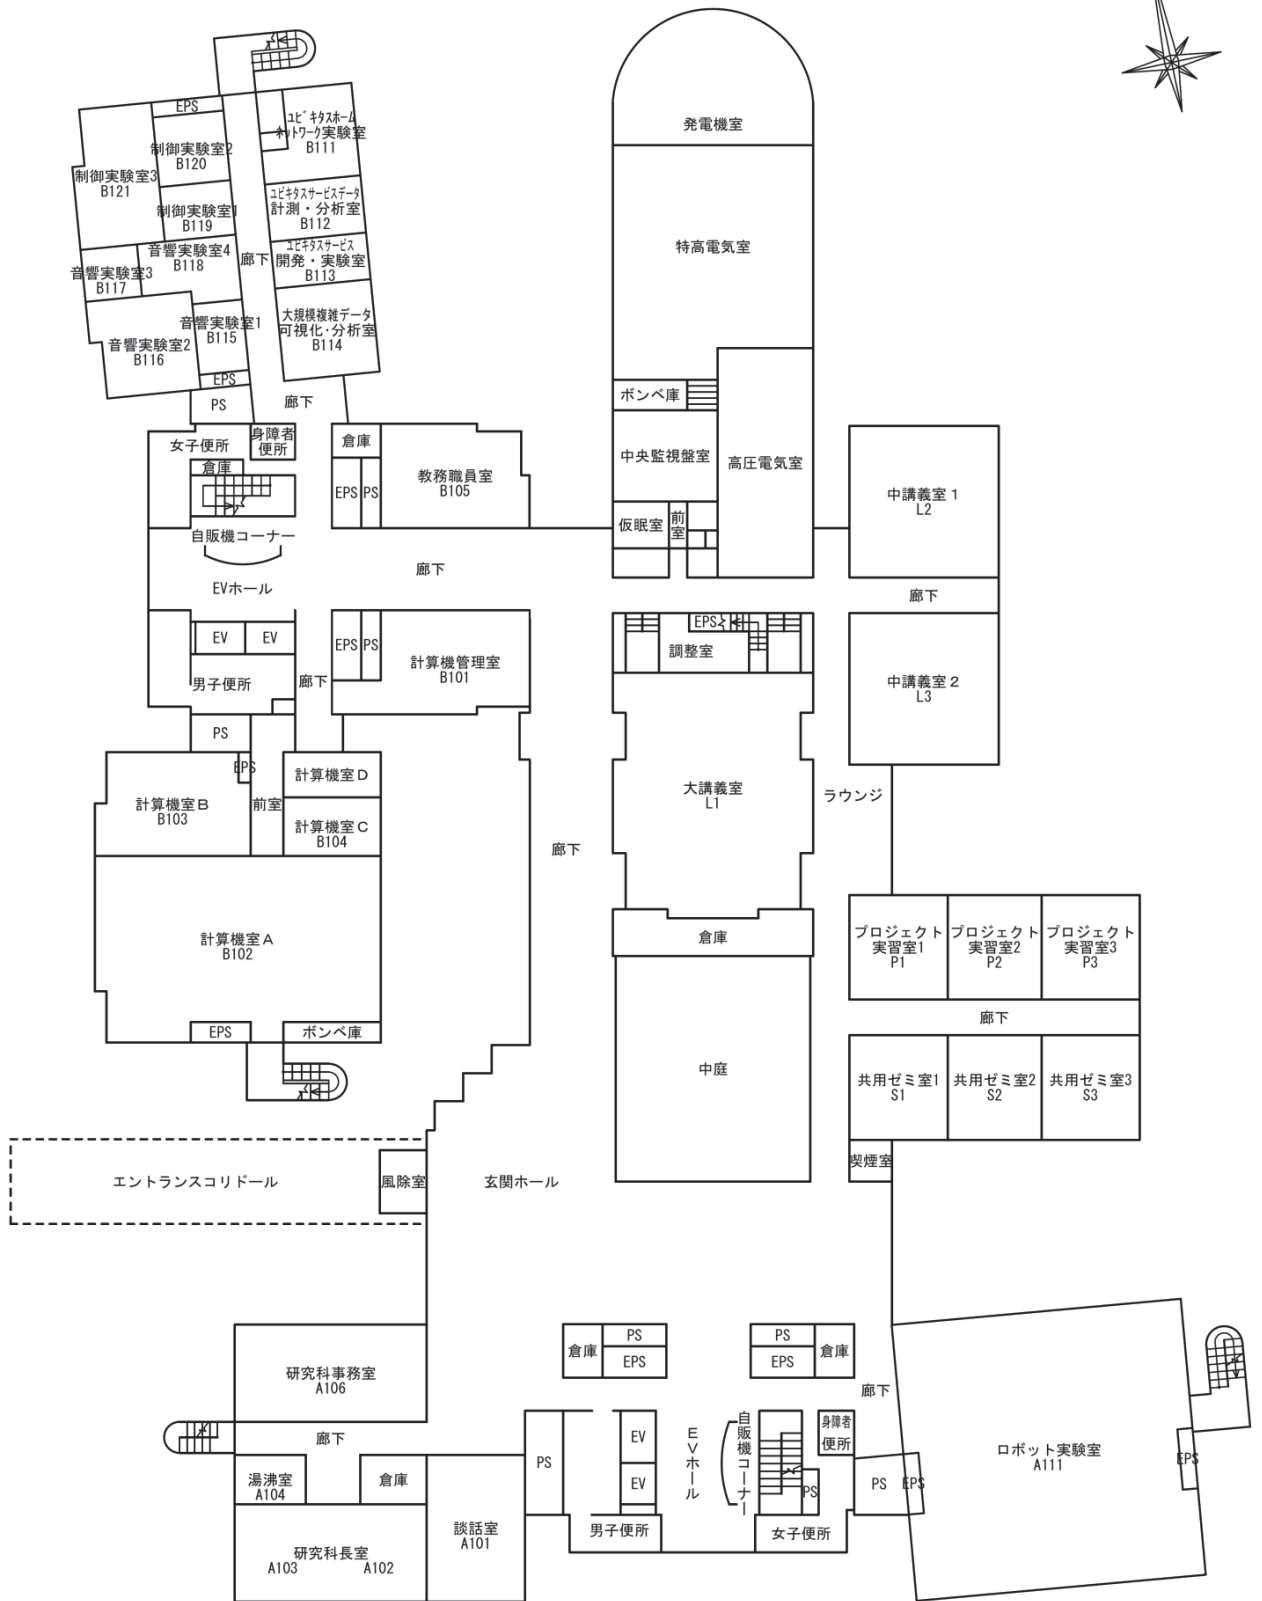 EPS
ユビキタスホーム
ネットワーク実験室
B111
制御実験室2
B120
制御実験室3
B121
ユビキタスサービスデータ
計測・分析室
B112
制御実験室1
B119
音響実験室4
B118
廊下
ユビキタスサービス
開発・実験室
B113
音響実験室3
B117
大規模複雑データ
可視化・分析室
B114
音響実験室1
B115
音響実験室2
B116
EPS
PS
廊下
発電機室
特高電気室
ボンベ庫
中央監視盤室
高圧電気室
仮眠室
前室
女子便所
身障者
便所
倉庫
倉庫
EPS
PS
教務職員室
B105
自販機コーナー
EVホール
廊下
中講義室1
L2
廊下
EV
EV
男子便所
廊下
EPS
PS
計算機管理室
B101
EPS
調整室
中講義室2
L3
PS
EPS
計算機室B
B103
前室
計算機室D
計算機室C
B104
大講義室
L1
ラウンジ
廊下
計算機室A
B102
EPS
ボンベ庫
倉庫
プロジェクト
実習室1
P1
プロジェクト
実習室2
P2
プロジェクト
実習室3
P3
廊下
中庭
共用ゼミ室1
S1
共用ゼミ室2
S2
共用ゼミ室3
S3
喫煙室
エントランスコリドール
風除室
玄関ホール
研究科事務室
A106
倉庫
PS
EPS
PS
EPS
倉庫
廊下
廊下
湯沸室
A104
倉庫
研究科長室
A103
A102
談話室
A101
PS
EV
EV
EVホール
自販機コーナー
身障者
便所
PS
PS
EPS
男子便所
女子便所
ロボット実験室
A111
EPS